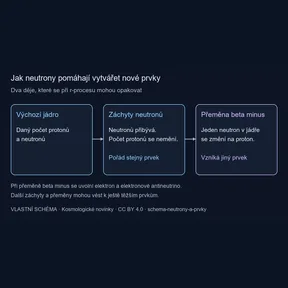 Jak neutrony pomáhají vytvářet nové prvky
Dva děje, které se při r-procesu mohou opakovat
Výchozí jádro
Daný počet protonů
a neutronů
Záchyty neutronů
Neutronů přibývá.
Počet protonů se nemění.
Pořád stejný prvek
Přeměna beta minus
Jeden neutron v jádře
se změní na proton.
Vzniká jiný prvek
Při přeměně beta minus se uvolní elektron a elektronové antineutrino.
Další záchyty a přeměny mohou vést k ještě těžším prvkům.
VLASTNÍ SCHÉMA · Kosmologické novinky · CC BY 4.0 · schema-neutrony-a-prvky